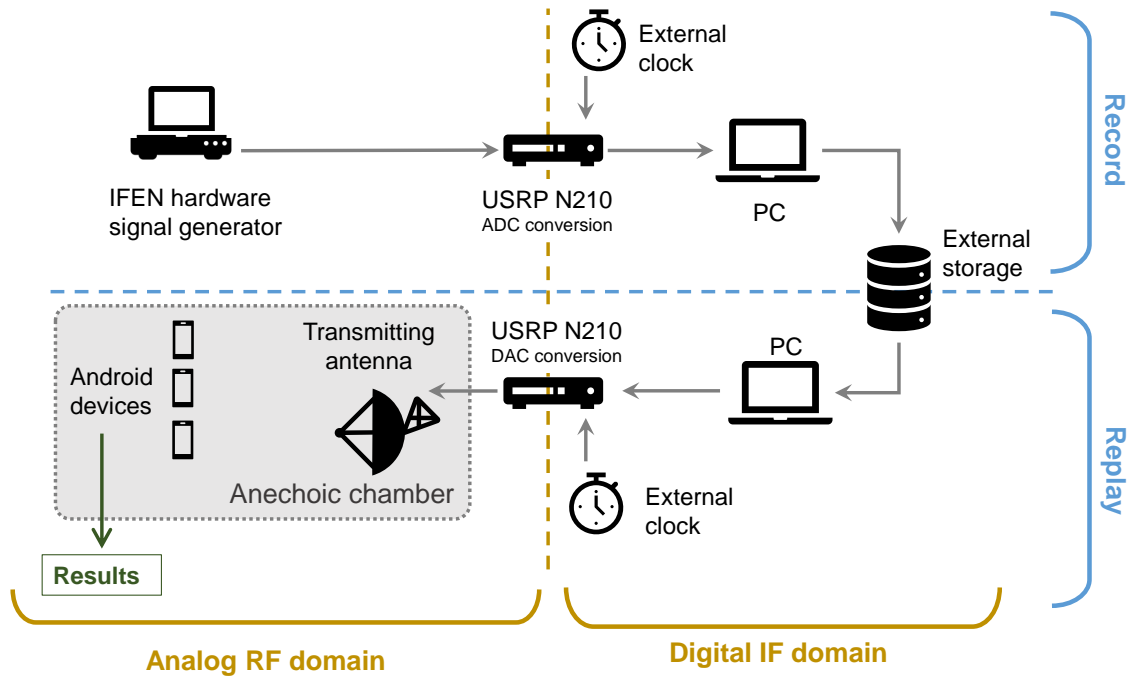 External
clock
Record
IFEN hardware
signal generator
USRP N210
ADC conversion
PC
External
storage
Transmitting
antenna
USRP N210
DAC conversion
PC
Android
devices
Anechoic chamber
External
clock
Replay
Results
Analog RF domain
Digital IF domain